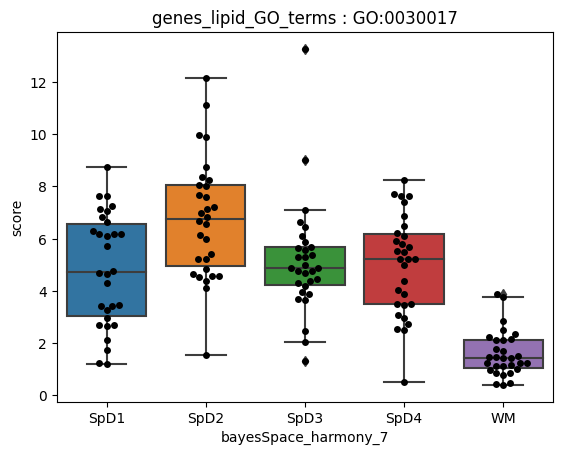 genes_lipid_GO_terms : GO:0030017
score
12
10
8
6
4
2
0
SpD1 SpD2 SpD3 SpD4 WM
bayesSpace_harmony_7